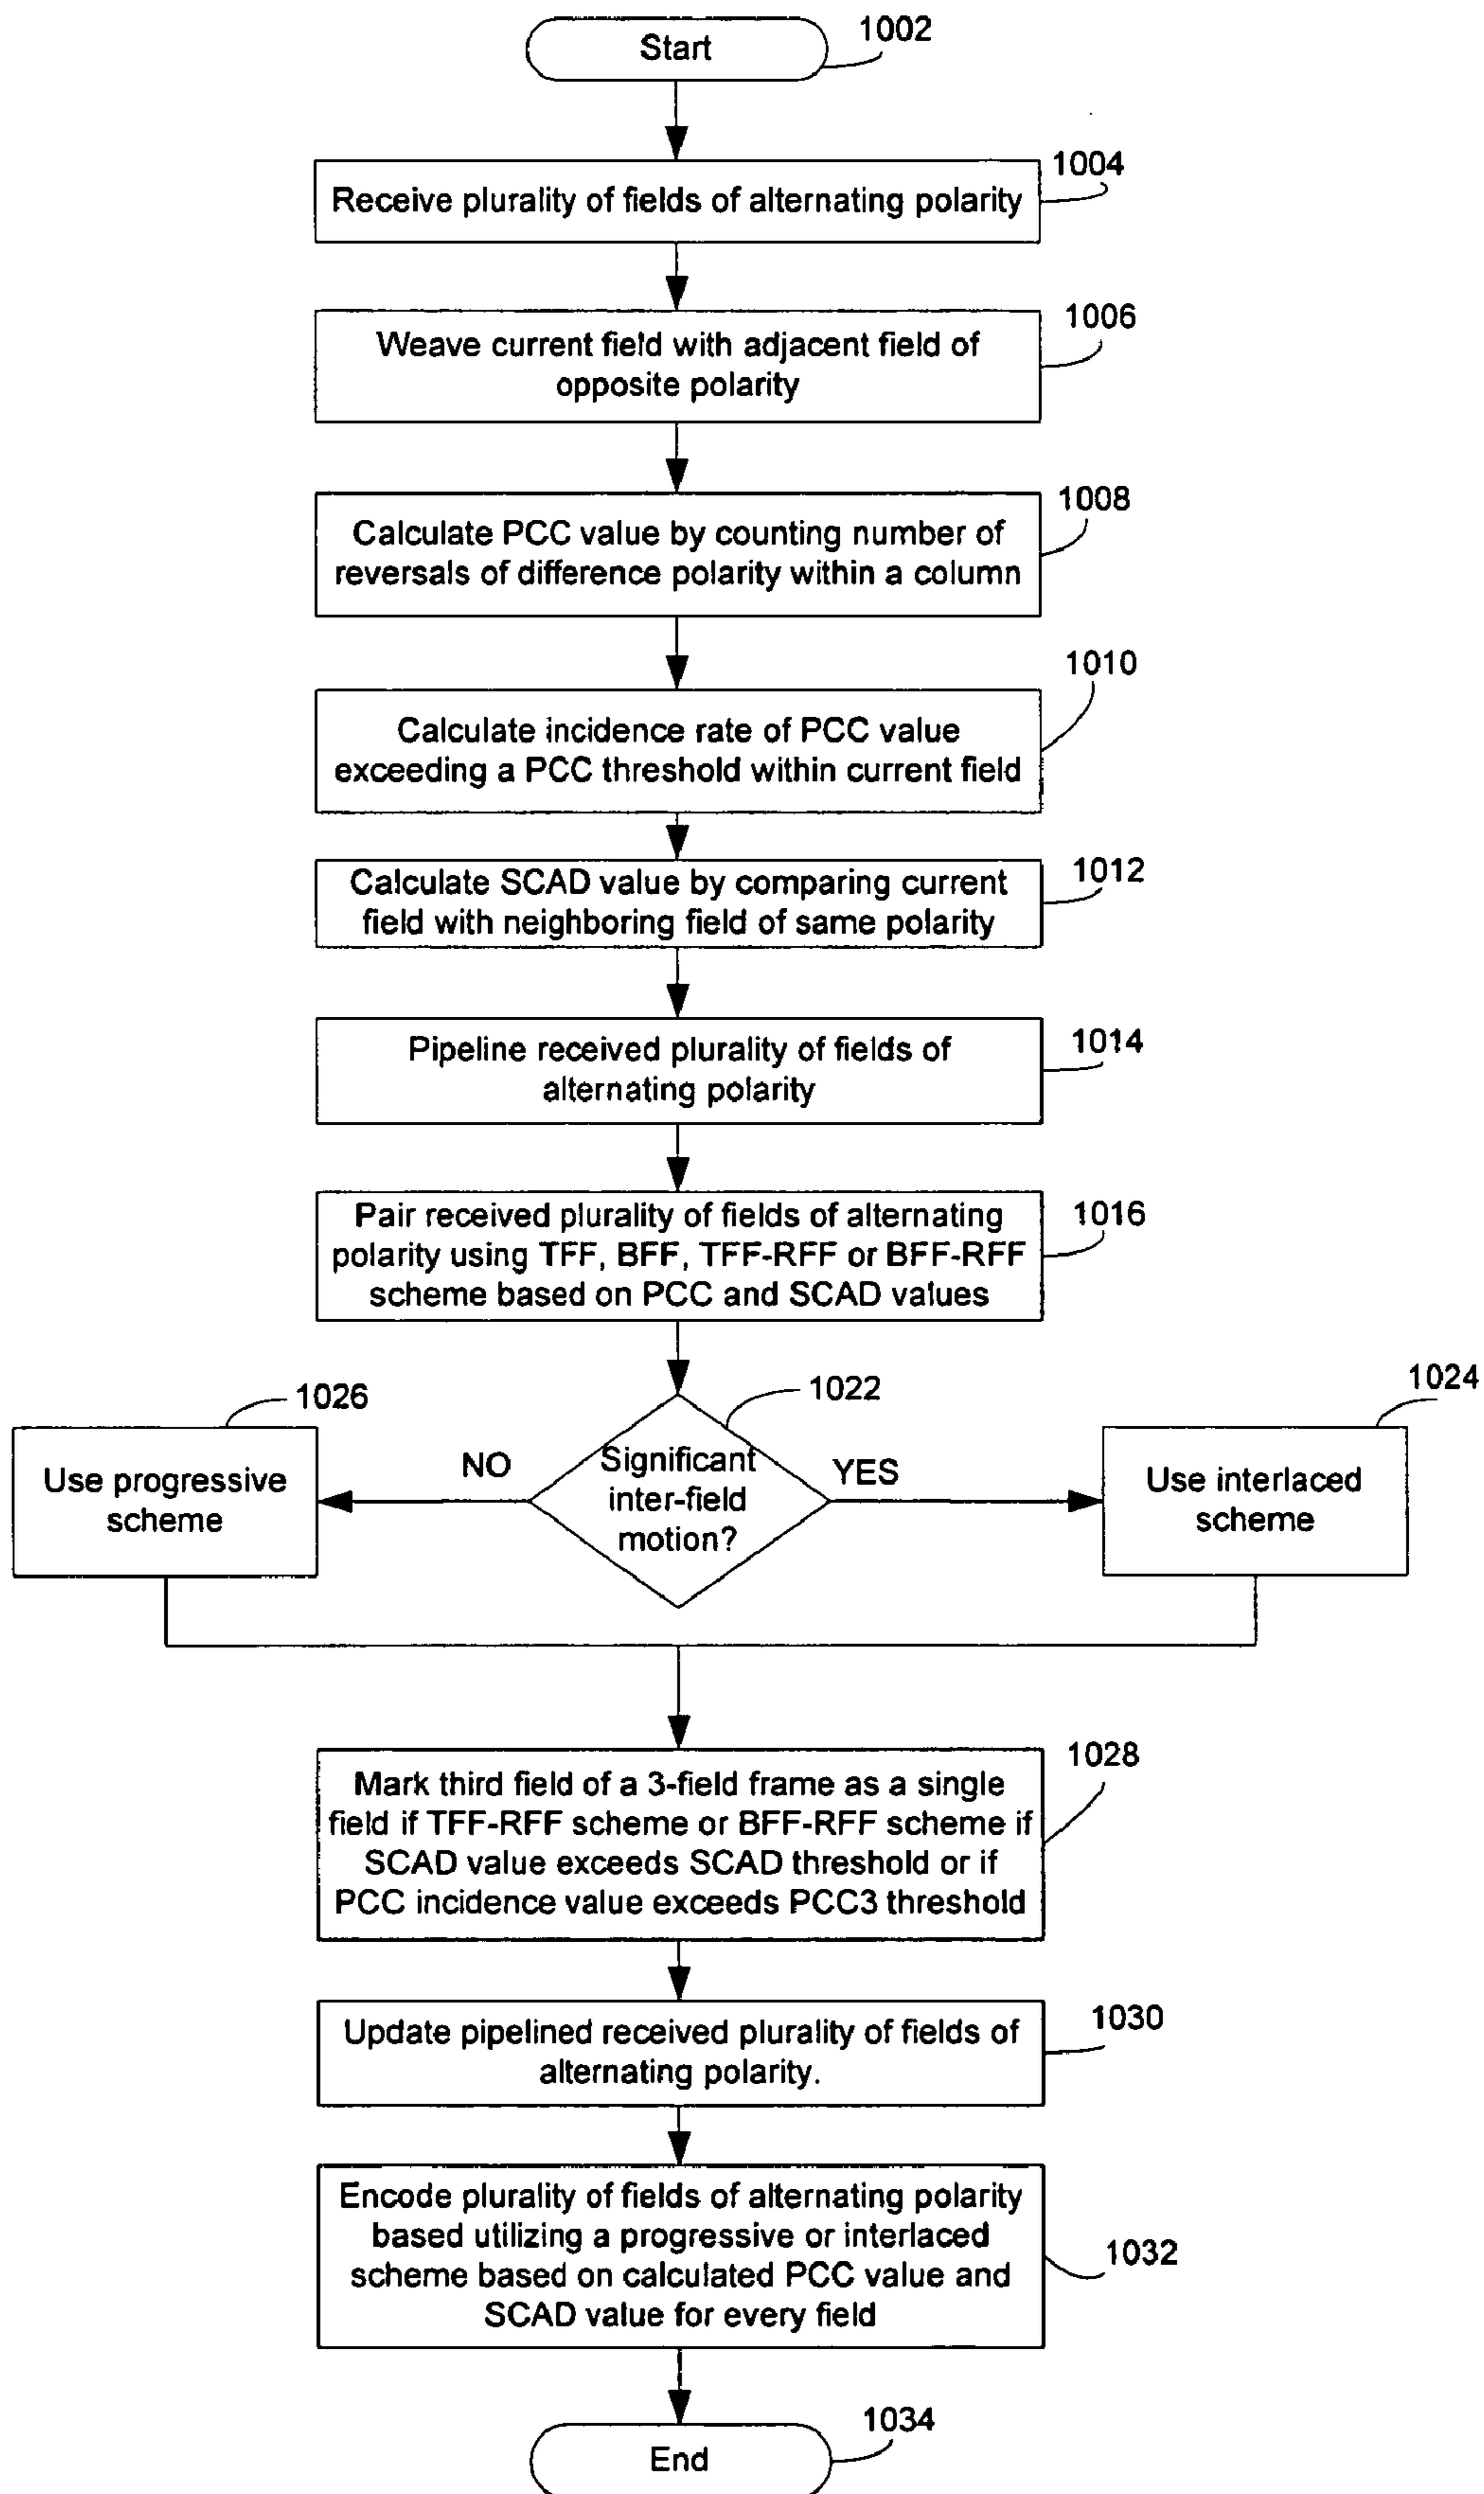 Start
1002
Receive plurality of fields of alternating polarity
1004
Weave current field with adjacent field of
opposite polarity
1006
Calculate PCC value by counting number of
reversals of difference polarity within a column
1008
Calculate incidence rate of PCC value
exceeding a PCC threshold within current field
1010
Calculate SCAD value by comparing current
field with neighboring field of same polarity
1012
Pipeline received plurality of fields of
alternating polarity
1014
Pair received plurality of fields of alternating
polarity using TFF, BFF, TFF-RFF or BFF-RFF
scheme based on PCC and SCAD values
1016
1026
Use progressive
scheme
NO
1022
Significant
inter-field
motion?
YES
1024
Use interlaced
scheme
Mark third field of a 3-field frame as a single
field if TFF-RFF scheme or BFF-RFF scheme if
SCAD value exceeds SCAD threshold or if
PCC incidence value exceeds PCC3 threshold
1028
Update pipelined received plurality of fields of
alternating polarity.
1030
Encode plurality of fields of alternating polarity
based utilizing a progressive or interlaced
scheme based on calculated PCC value and
SCAD value for every field
1032
End
1034